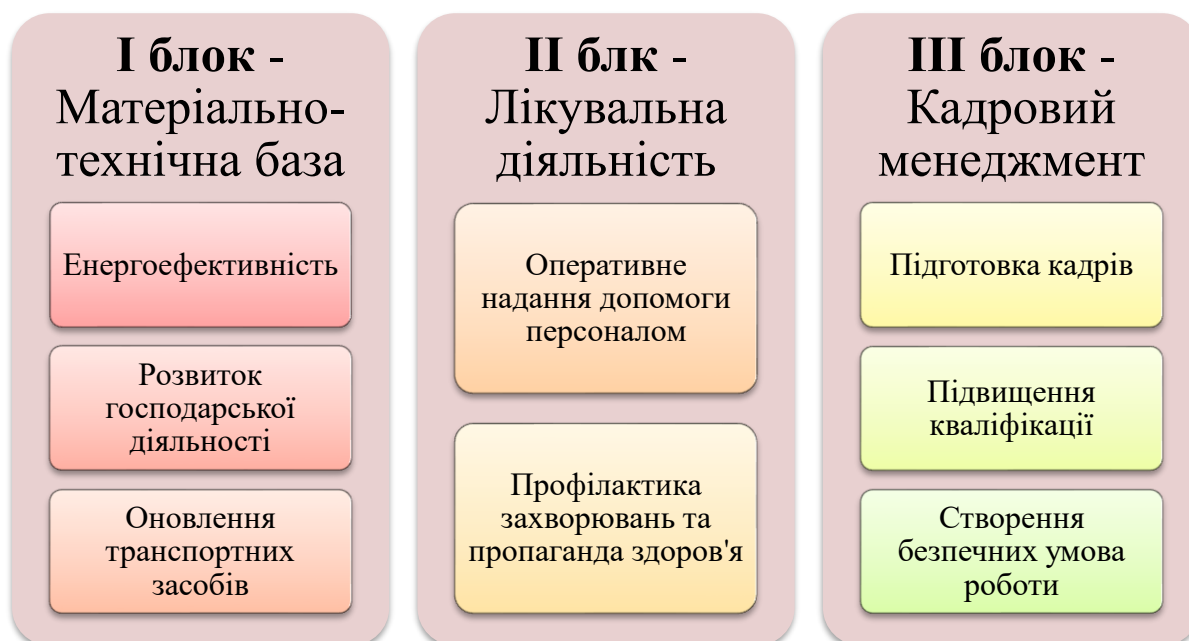 I блок -
Матеріально-
технічна база
Енергоефективність
Розвиток
господарської
діяльності
Оновлення
транспортних
засобів
II блк -
Лікувальна
діяльність
Оперативне
надання допомоги
персоналом
Профілактика
захворювань та
пропаганда здоров'я
III блок -
Кадровий
менеджмент
Підготовка кадрів
Підвищення
кваліфікації
Створення
безпечних умова
роботи